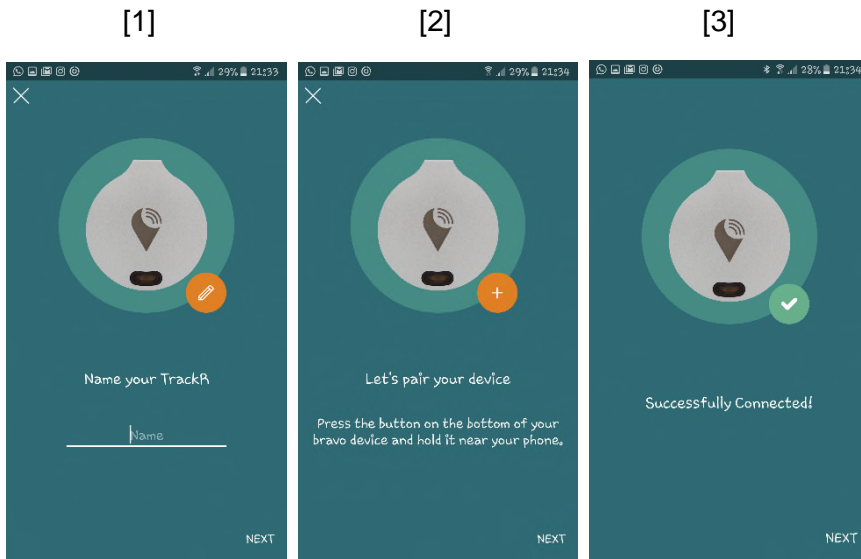 [1]
[2]
[3]
29% 21:33
Name your TrackR
Name
NEXT
29% 21:34
Let's pair your device
Press the button on the bottom of your
bravo device and hold it near your phone.
NEXT
28% 21:34
Successfully Connected!
NEXT